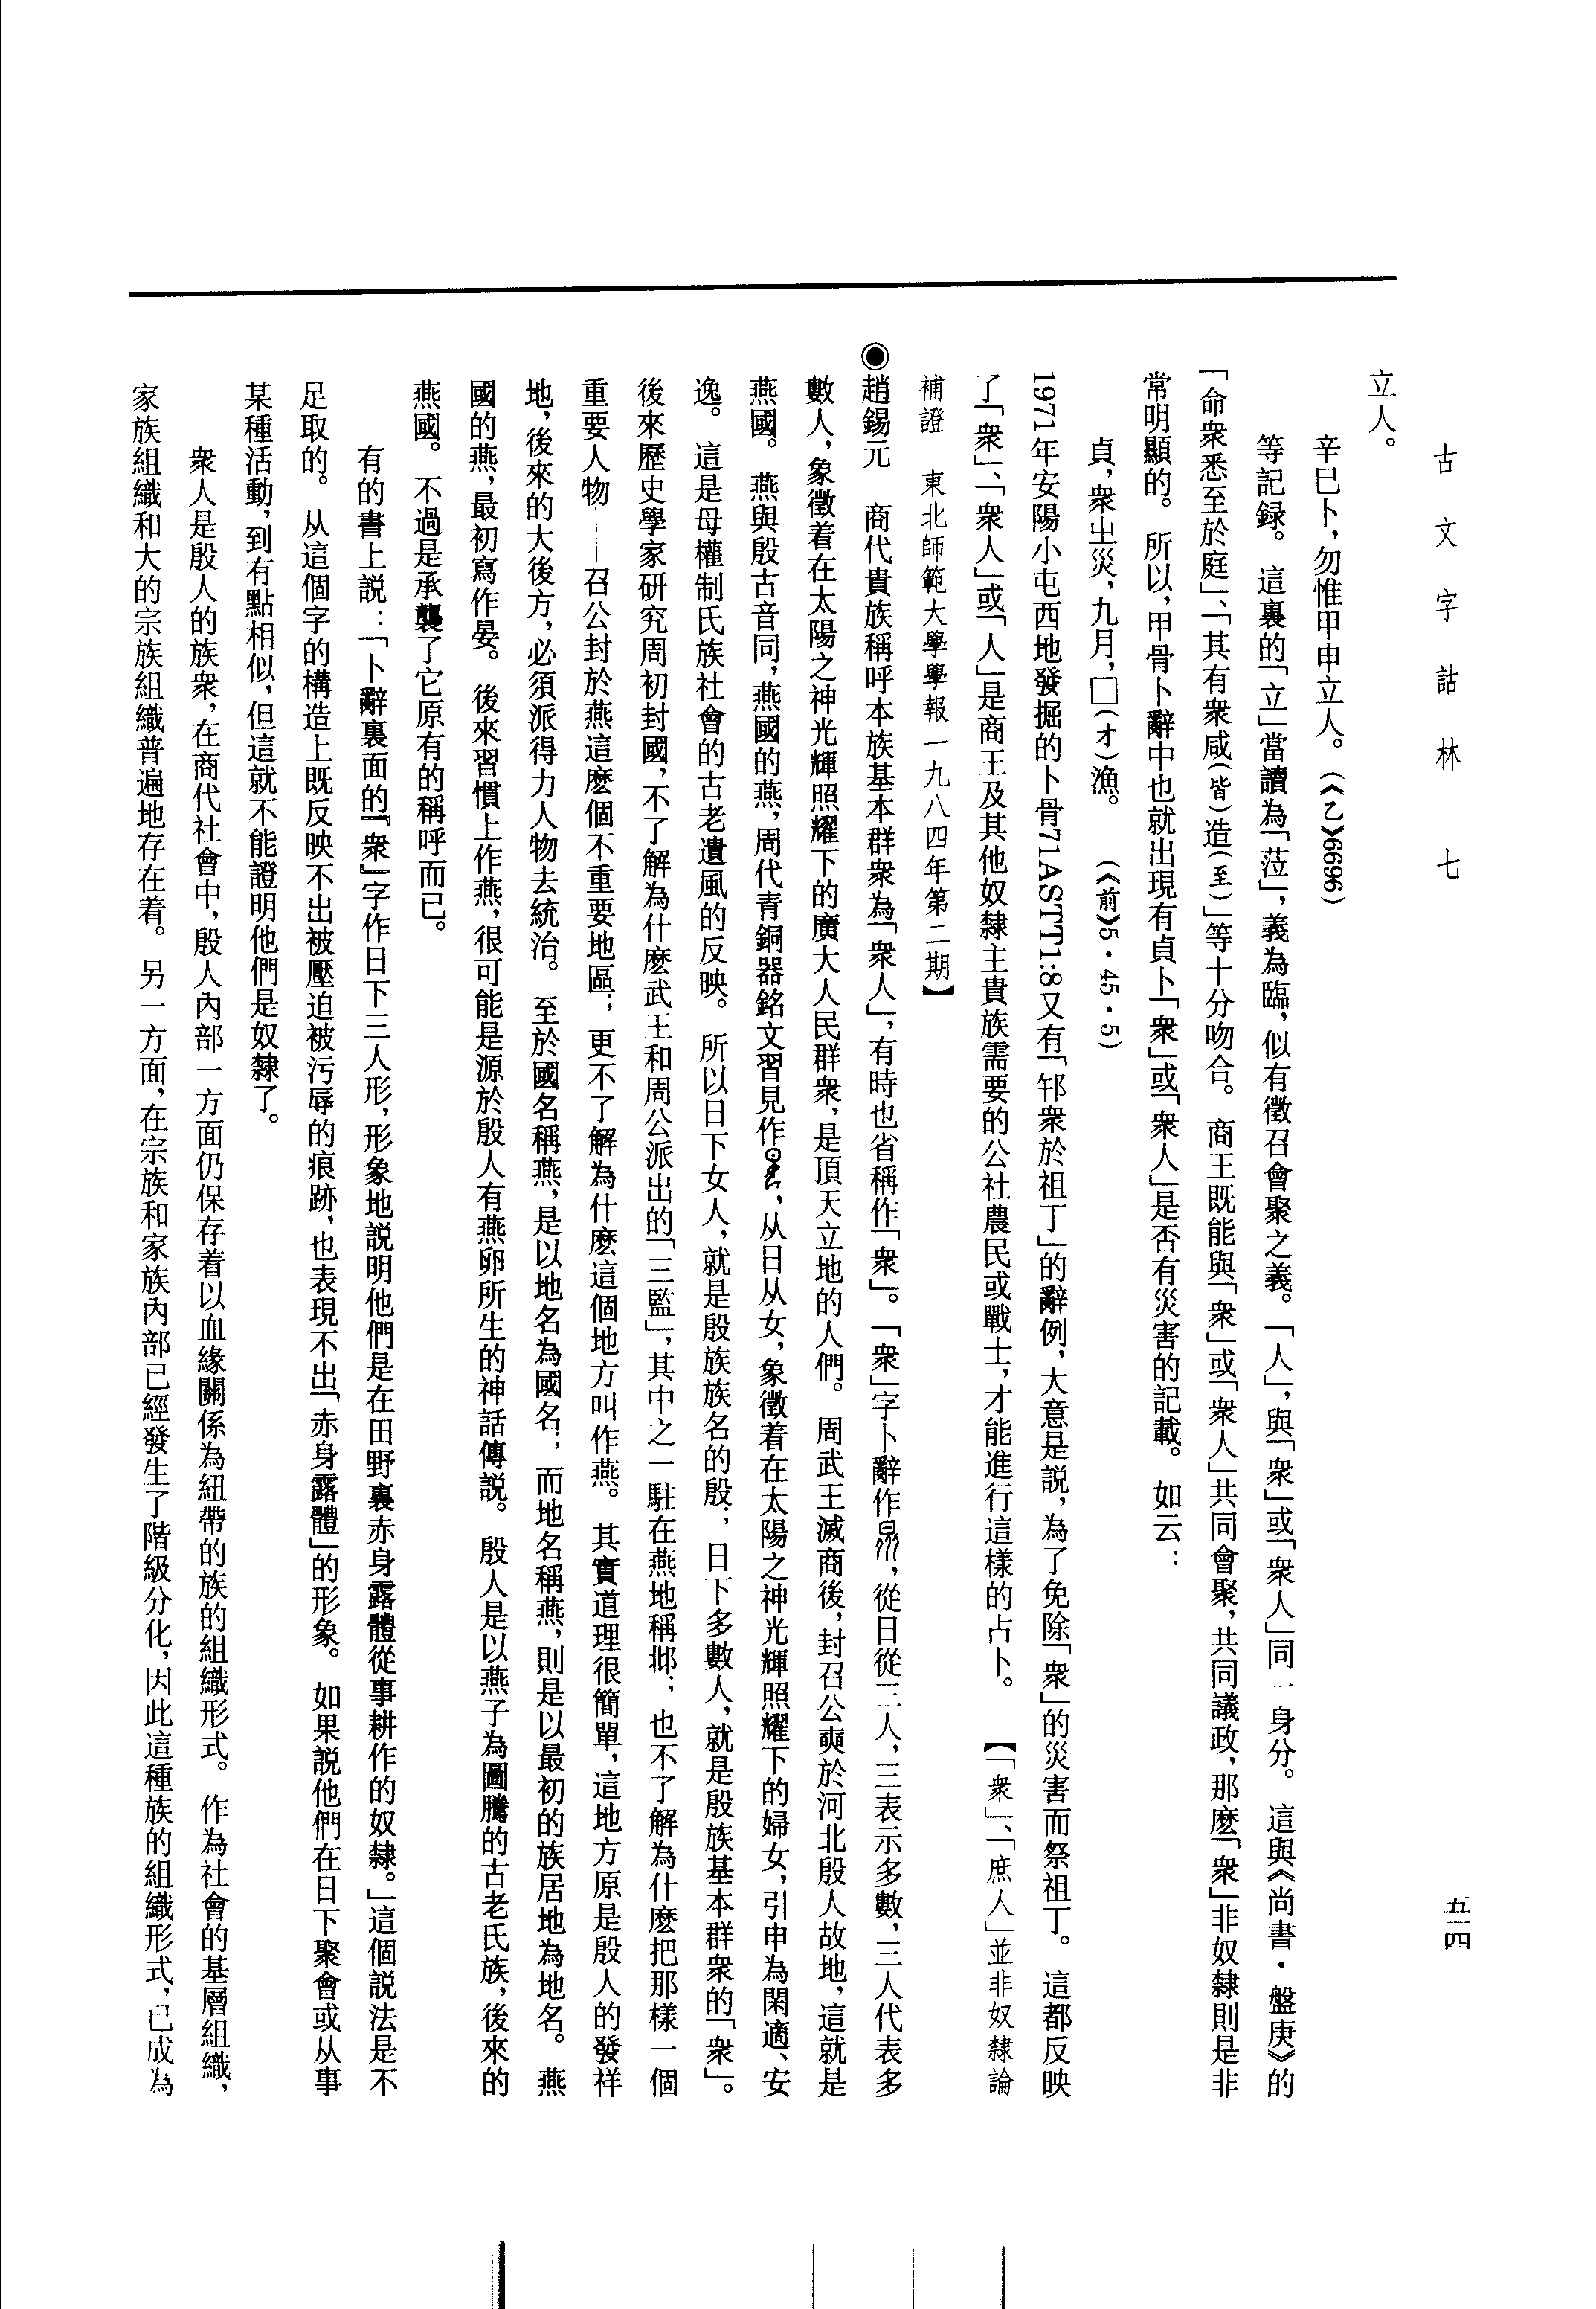 古文字詁林 七
五一四
立人。
辛巳卜，勿惟甲申立人。（《乙》6696）
等記録。這裏的「立」當讀為「莅」，義為臨，似有徵召會聚之義。「人」，與「衆」或「衆人」同一身分。這與《尚書·盤庚》的
「命衆悉至於庭」、「其有衆咸（皆）造（至）」等十分吻合。商王既能與「衆」或「衆人」共同會聚，共同議政，那麽「衆」非奴隸則是非
常明顯的。所以，甲骨卜辭中也就出現有貞卜「衆」或「衆人」是否有災害的記載。如云：
貞，衆㞢災，九月，□（才）漁。（《前》5·45·5）
1971年安陽小屯西地發掘的卜骨71ASTT1:8又有「邘衆於祖丁」的辭例，大意是説，為了免除「衆」的災害而祭祖丁。這都反映
了「衆」、「衆人」或「人」是商王及其他奴隸主貴族需要的公社農民或戰士，才能進行這樣的占卜。【「衆」、「庶人」並非奴隸論
補證　東北師範大學學報一九八四年第二期】
◉趙錫元　商代貴族稱呼本族基本群衆為「衆人」，有時也省稱作「衆」。「衆」字卜辭作，從日從三人，三表示多數，三人代表多
數人，象徵着在太陽之神光輝照耀下的廣大人民群衆，是頂天立地的人們。周武王滅商後，封召公奭於河北殷人故地，這就是
燕國。燕與殷古音同，燕國的燕，周代青銅器銘文習見作，从日从女，象徵着在太陽之神光輝照耀下的婦女，引申為閑適、安
逸。這是母權制氏族社會的古老遺風的反映。所以日下女人，就是殷族族名的殷；日下多數人，就是殷族基本群衆的「衆」。
後來歷史學家研究周初封國，不了解為什麽武王和周公派出的「三監」，其中之一駐在燕地稱邶；也不了解為什麽把那樣一個
重要人物——召公封於燕這麽個不重要地區；更不了解為什麽這個地方叫作燕。其實道理很簡單，這地方原是殷人的發祥
地，後來的大後方，必須派得力人物去統治。至於國名稱燕，是以地名為國名；而地名稱燕，則是以最初的族居地為地名。燕
國的燕，最初寫作晏。後來習慣上作燕，很可能是源於殷人有燕卵所生的神話傳説。殷人是以燕子為圖騰的古老氏族，後來的
燕國。不過是承襲了它原有的稱呼而已。
有的書上説：「卜辭裏面的『衆』字作日下三人形，形象地説明他們是在田野裏赤身露體從事耕作的奴隸。」這個説法是不
足取的。从這個字的構造上既反映不出被壓迫被污辱的痕跡，也表現不出「赤身露體」的形象。如果説他們在日下聚會或从事
某種活動，到有點相似，但這就不能證明他們是奴隸了。
衆人是殷人的族衆，在商代社會中，殷人內部一方面仍保存着以血緣關係為紐帶的族的組織形式。作為社會的基層組織，
家族組織和大的宗族組織普遍地存在着。另一方面，在宗族和家族內部已經發生了階級分化，因此這種族的組織形式，已成為